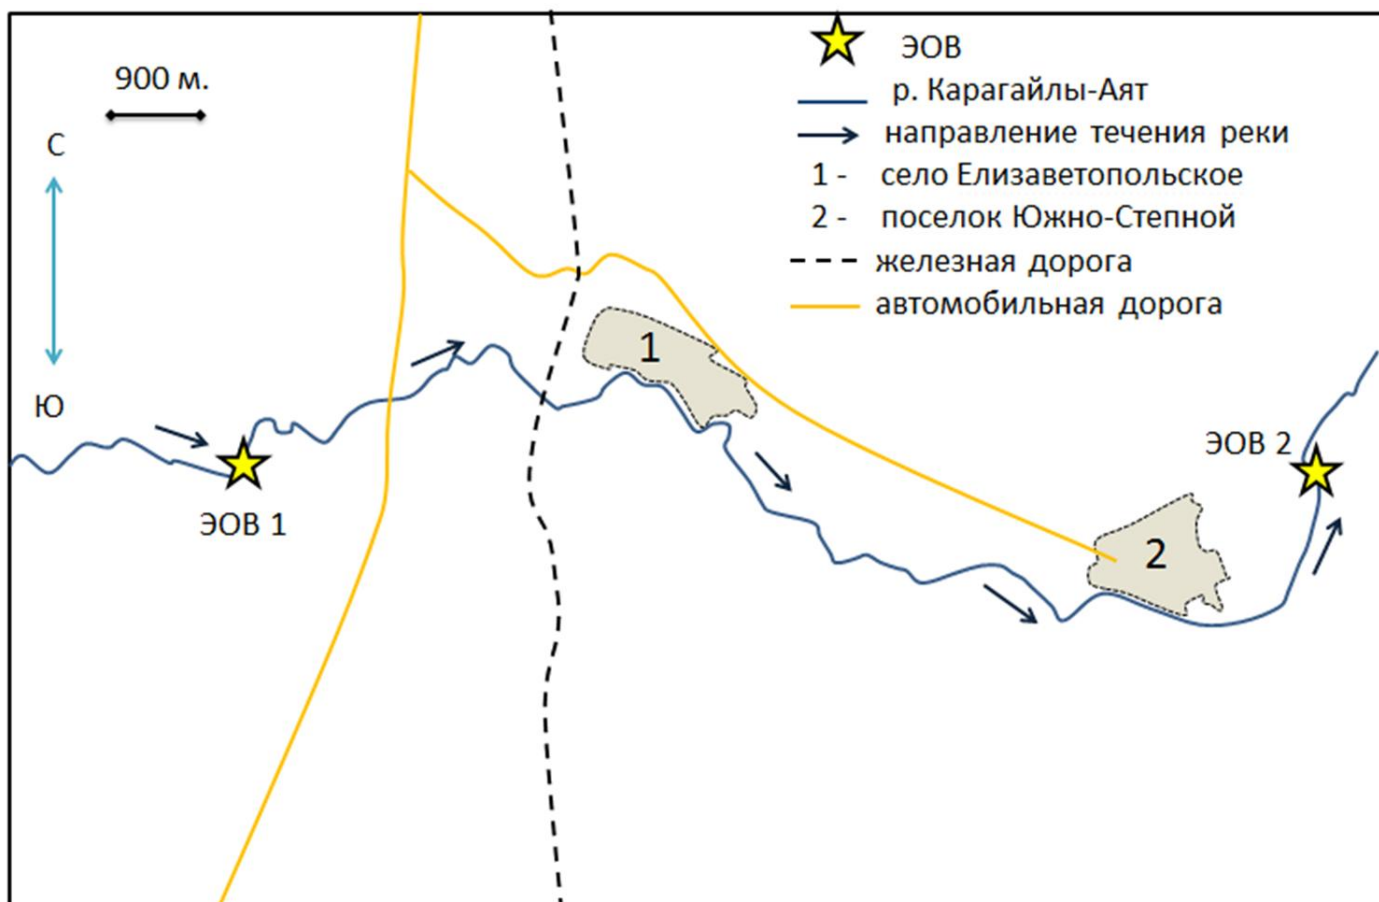 900 м.
С
Ю
ЭОВ
р. Карагайлы-Аят
направление течения реки
1 - село Елизаветопольское
2 - поселок Южно-Степной
железная дорога
автомобильная дорога
1
ЭОВ 2
ЭОВ 1
2